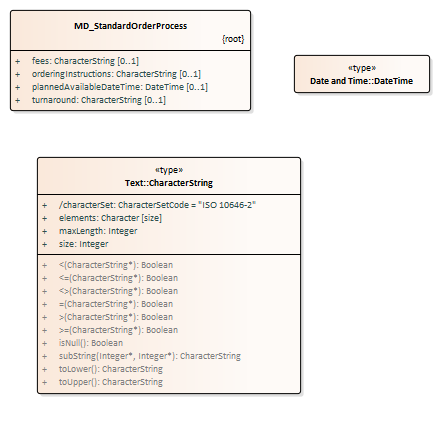 MD_StandardOrderProcess
{root}
+ fees: CharacterString [0..1]
+ orderingInstructions: CharacterString [0..1]
+ plannedAvailableDateTime: DateTime [0..1]
+ turnaround: CharacterString [0..1]
«type»
Date and Time::DateTime
«type»
Text::CharacterString
+ /characterSet: CharacterSetCode = "ISO 10646-2"
+ elements: Character [size]
+ maxLength: Integer
+ size: Integer
+ <(CharacterString*): Boolean
+ <=(CharacterString*): Boolean
+ <>(CharacterString*): Boolean
+ =(CharacterString*): Boolean
+ >(CharacterString*): Boolean
+ >=(CharacterString*): Boolean
+ isNull(): Boolean
+ subString(Integer*, Integer*): CharacterString
+ toLower(): CharacterString
+ toUpper(): CharacterString